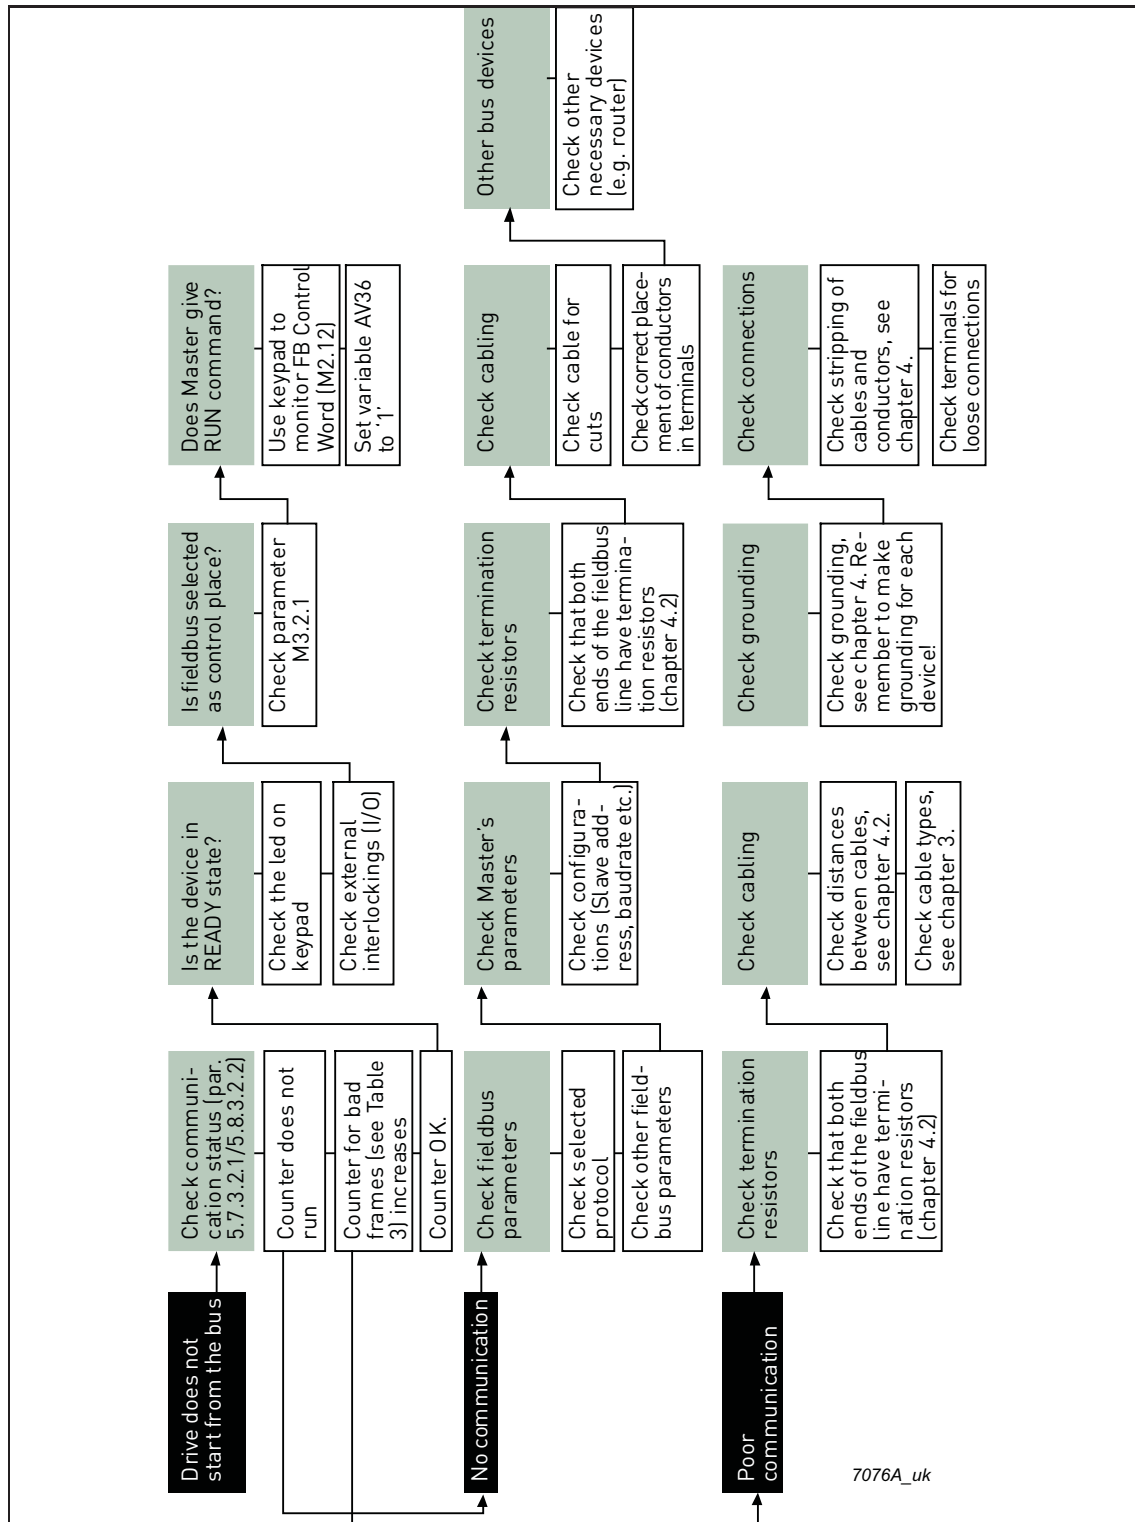 Drive does not
start from the bus
Check communi-
cation status (par.
5.7.3.2.1/5.8.3.2.2)
Counter does not
run
Counter for bad
frames (see Table
3) increases
Counter OK.
Is the device in
READY state?
Check the led on
keypad
Check external
interlockings (I/O)
Is fieldbus selected
as control place?
Check parameter
M3.2.1
Does Master give
RUN command?
Use keypad to
monitor FB Control
Word (M2.12)
Set variable AV36
to ‘1’
No communication
Check fieldbus
parameters
Check selected
protocol
Check other field-
bus parameters
Check Master's
parameters
Check configura-
tions (Slave add-
ress, baudrate etc.)
Check termination
resistors
Check that both
ends of the fieldbus
line have termina-
tion resistors
(chapter 4.2)
Check cabling
Check cable for
cuts
Check correct place-
ment of conductors
in terminals
Other bus devices
Check other
necessary devices
(e.g. router)
Poor
communication
Check termination
resistors
Check that both
ends of the fieldbus
line have termi-
nation resistors
(chapter 4.2)
Check cabling
Check distances
between cables,
see chapter 4.2.
Check cable types,
see chapter 3.
Check grounding
Check grounding,
see chapter 4. Re-
member to make
grounding for each
device!
Check connections
Check stripping of
cables and
conductors, see
chapter 4.
Check terminals for
loose connections
7076A_uk